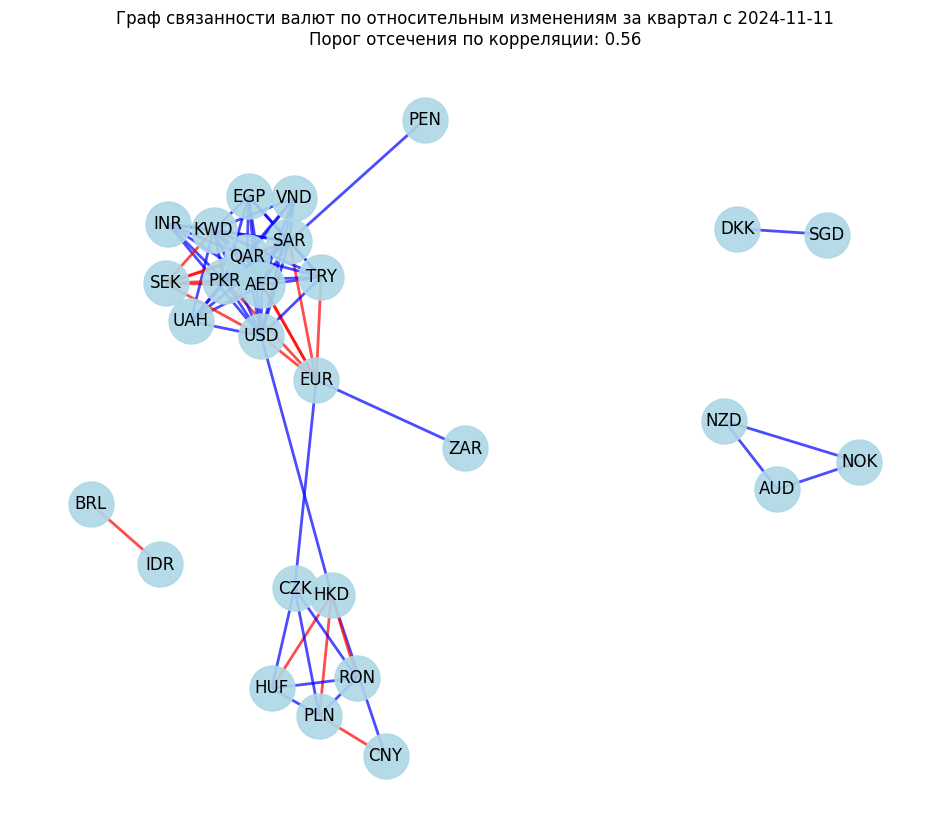 Граф связанности валют по относительным изменениям за квартал с 2024-11-11
Порог отсечения по корреляции: 0.56
PEN
EGP
VND
INR
KWD
SAR
DKK
SGD
QAR
SEK
PKR
AED
TRY
UAH
USD
EUR
NZD
ZAR
NOK
AUD
BRL
IDR
CZK
HKD
HUF
RON
PLN
CNY